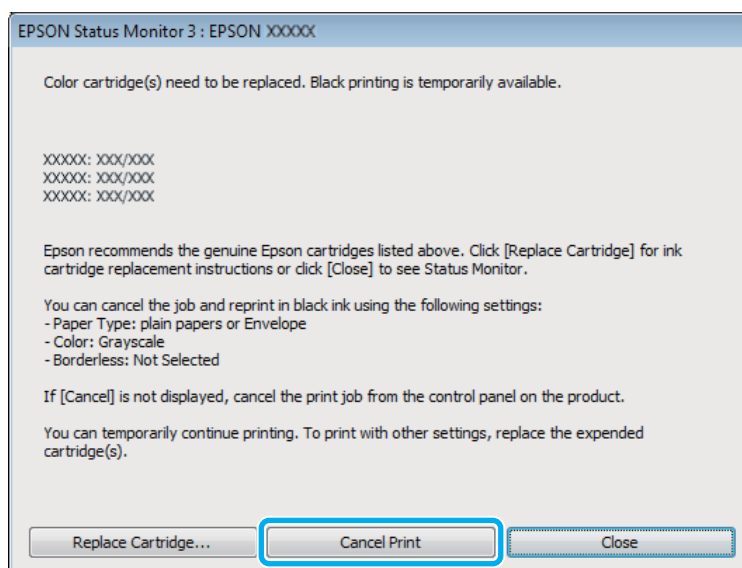 EPSON Status Monitor 3 : EPSON XXXXX
Color cartridge(s) need to be replaced. Black printing is temporarily available.
XXXXX: XXX/XXX
XXXXX: XXX/XXX
XXXXX: XXX/XXX
Epson recommends the genuine Epson cartridges listed above. Click [Replace Cartridge] for ink
cartridge replacement instructions or click [Close] to see Status Monitor.
You can cancel the job and reprint in black ink using the following settings:
- Paper Type: plain papers or Envelope
- Color: Grayscale
- Borderless: Not Selected
If [Cancel] is not displayed, cancel the print job from the control panel on the product.
You can temporarily continue printing. To print with other settings, replace the expended
cartridge(s).
Replace Cartridge... Cancel Print Close